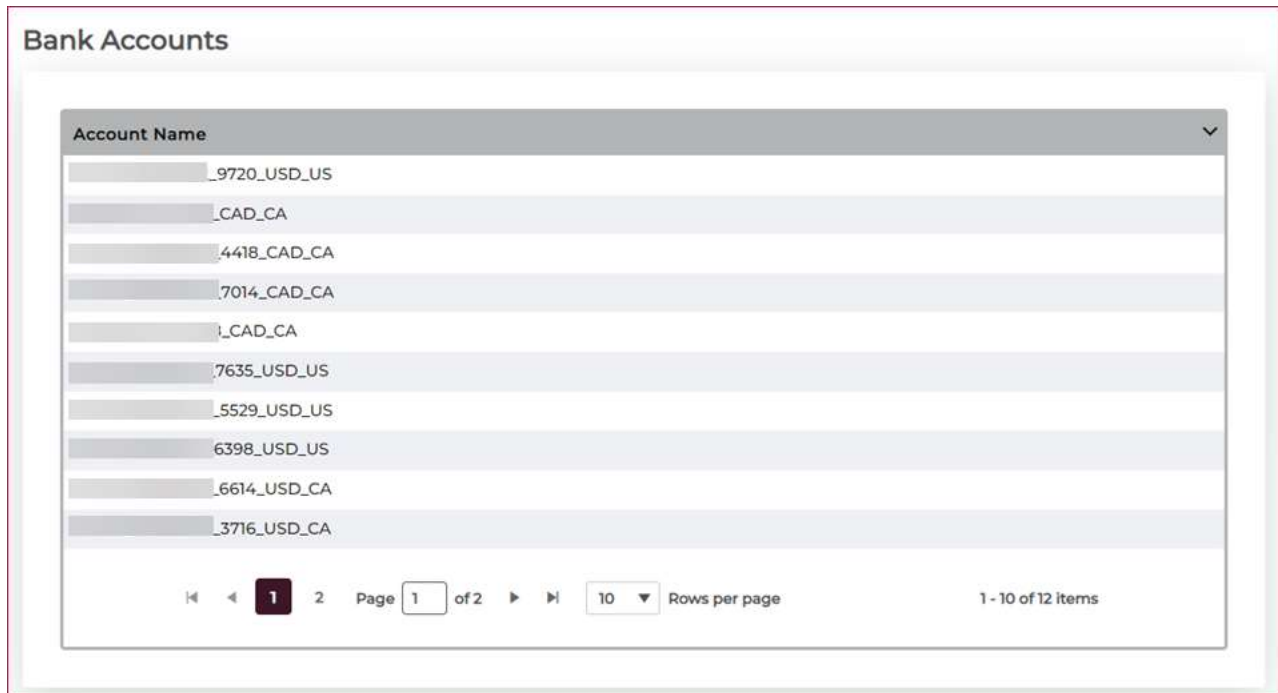 Bank Accounts
Account Name
_9720_USD_US
_CAD_CA
4418_CAD_CA
7014_CAD_CA
_CAD_CA
7635_USD_US
_5529_USD_US
6398_USD_US
_6614_USD_CA
_3716_USD_CA
1 2 Page 1 of 2 10 Rows per page 1 - 10 of 12 items